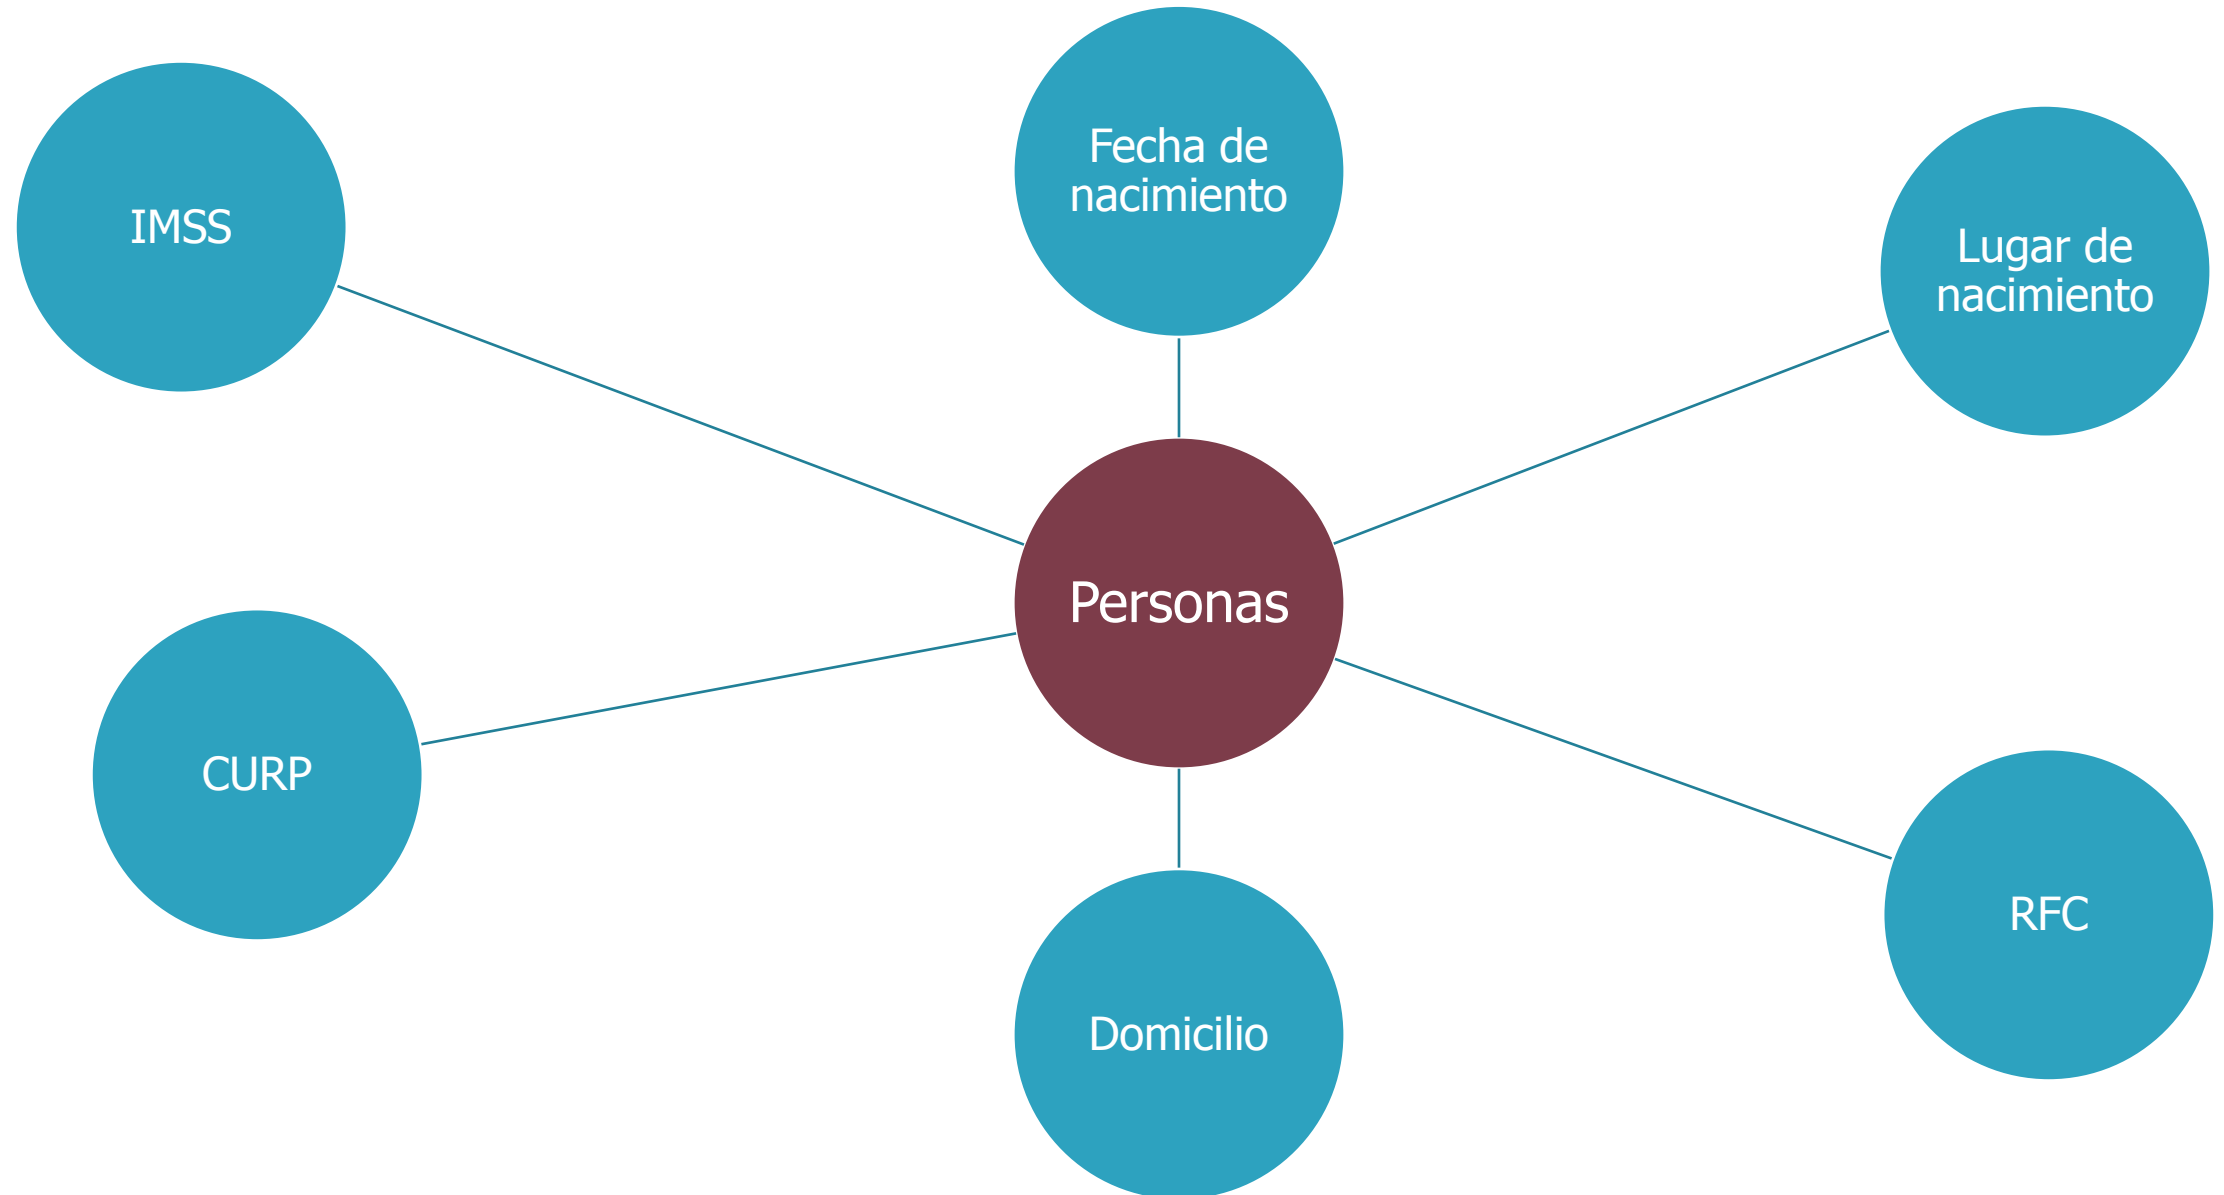 Fecha de
nacimiento
IMSS
Lugar de
nacimiento
Personas
CURP
RFC
Domicilio